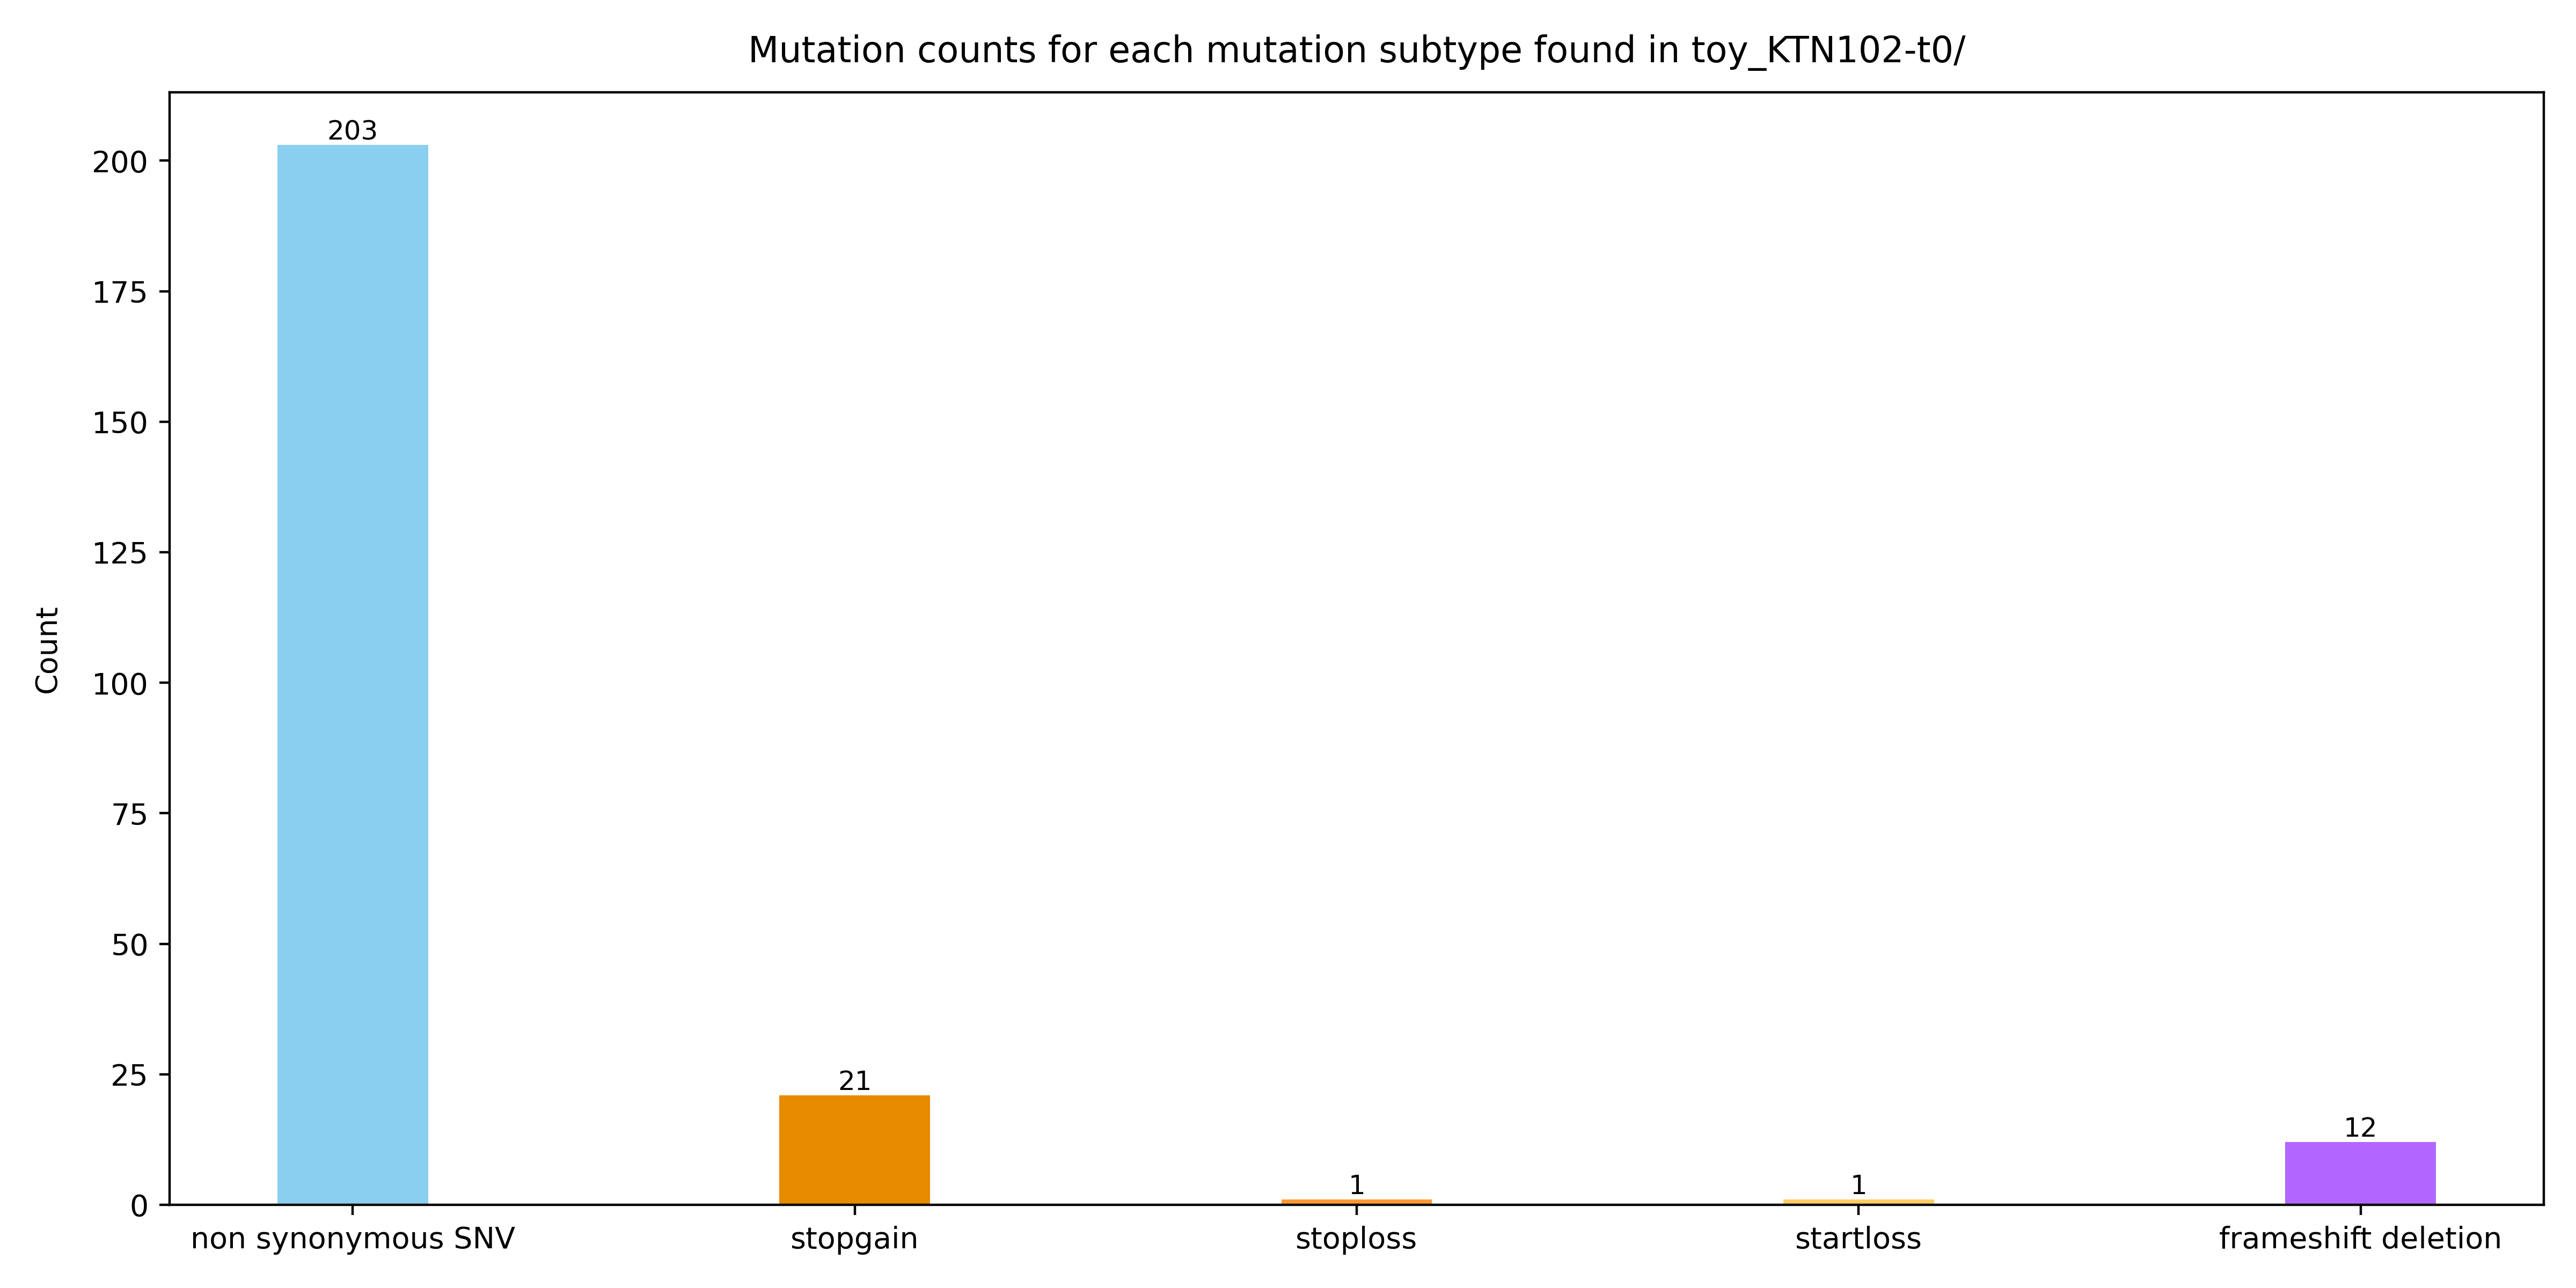 Mutation counts for each mutation subtype found in toy_KTN102-t0/
Count
200
175
150
125
100
75
50
25
0
203
21
1
1
12
non synonymous SNV
stopgain
stoploss
startloss
frameshift deletion